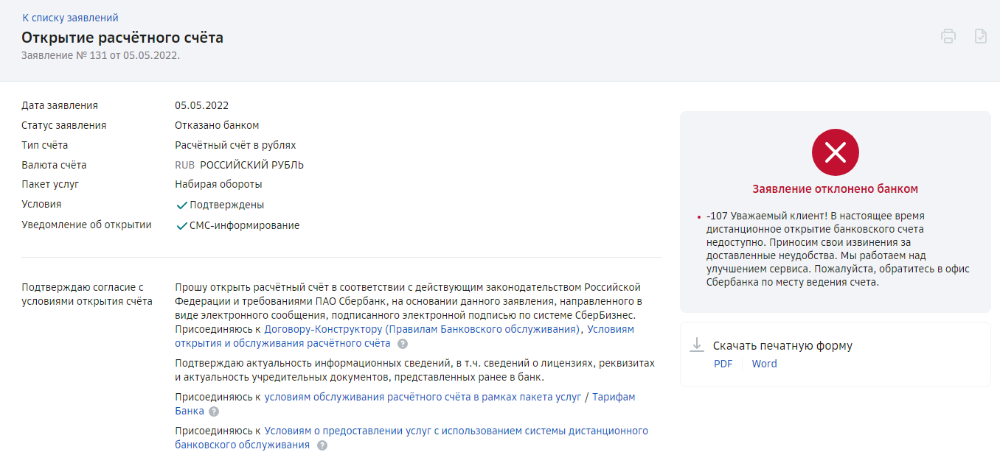 К списку заявлений
Открытие расчётного счёта
Заявление № 131 от 05.05.2022.
Дата заявления 05.05.2022
Статус заявления Отказано банком
Тип счёта Расчётный счёт в рублях
Валюта счёта RUB РОССИЙСКИЙ РУБЛЬ
Пакет услуг Набирая обороты
Условия Подтверждены
Уведомление об открытии СМС-информирование
Подтверждаю согласие с
условиями открытия счёта
Прошу открыть расчётный счёт в соответствии с действующим законодательством Российской
Федерации и требованиями ПАО Сбербанк, на основании данного заявления, направленного в
виде электронного сообщения, подписанного электронной подписью по системе СберБизнес.
Присоединяюсь к Договору-Конструктору (Правилам Банковского обслуживания), Условиям
открытия и обслуживания расчётного счёта ?
Подтверждаю актуальность информационных сведений, в т.ч. сведений о лицензиях, реквизитах
и актуальность учредительных документов, представленных ранее в банк.
Присоединяюсь к условиям обслуживания расчётного счёта в рамках пакета услуг / Тарифам
Банка ?
Присоединяюсь к Условиям о предоставлении услуг с использованием системы дистанционного
банковского обслуживания ?
Заявление отклонено банком
-107 Уважаемый клиент! В настоящее время
дистанционное открытие банковского счета
недоступно. Приносим свои извинения за
доставленные неудобства. Мы работаем над
улучшением сервиса. Пожалуйста, обратитесь в офис
Сбербанка по месту ведения счета.
Скачать печатную форму
PDF Word